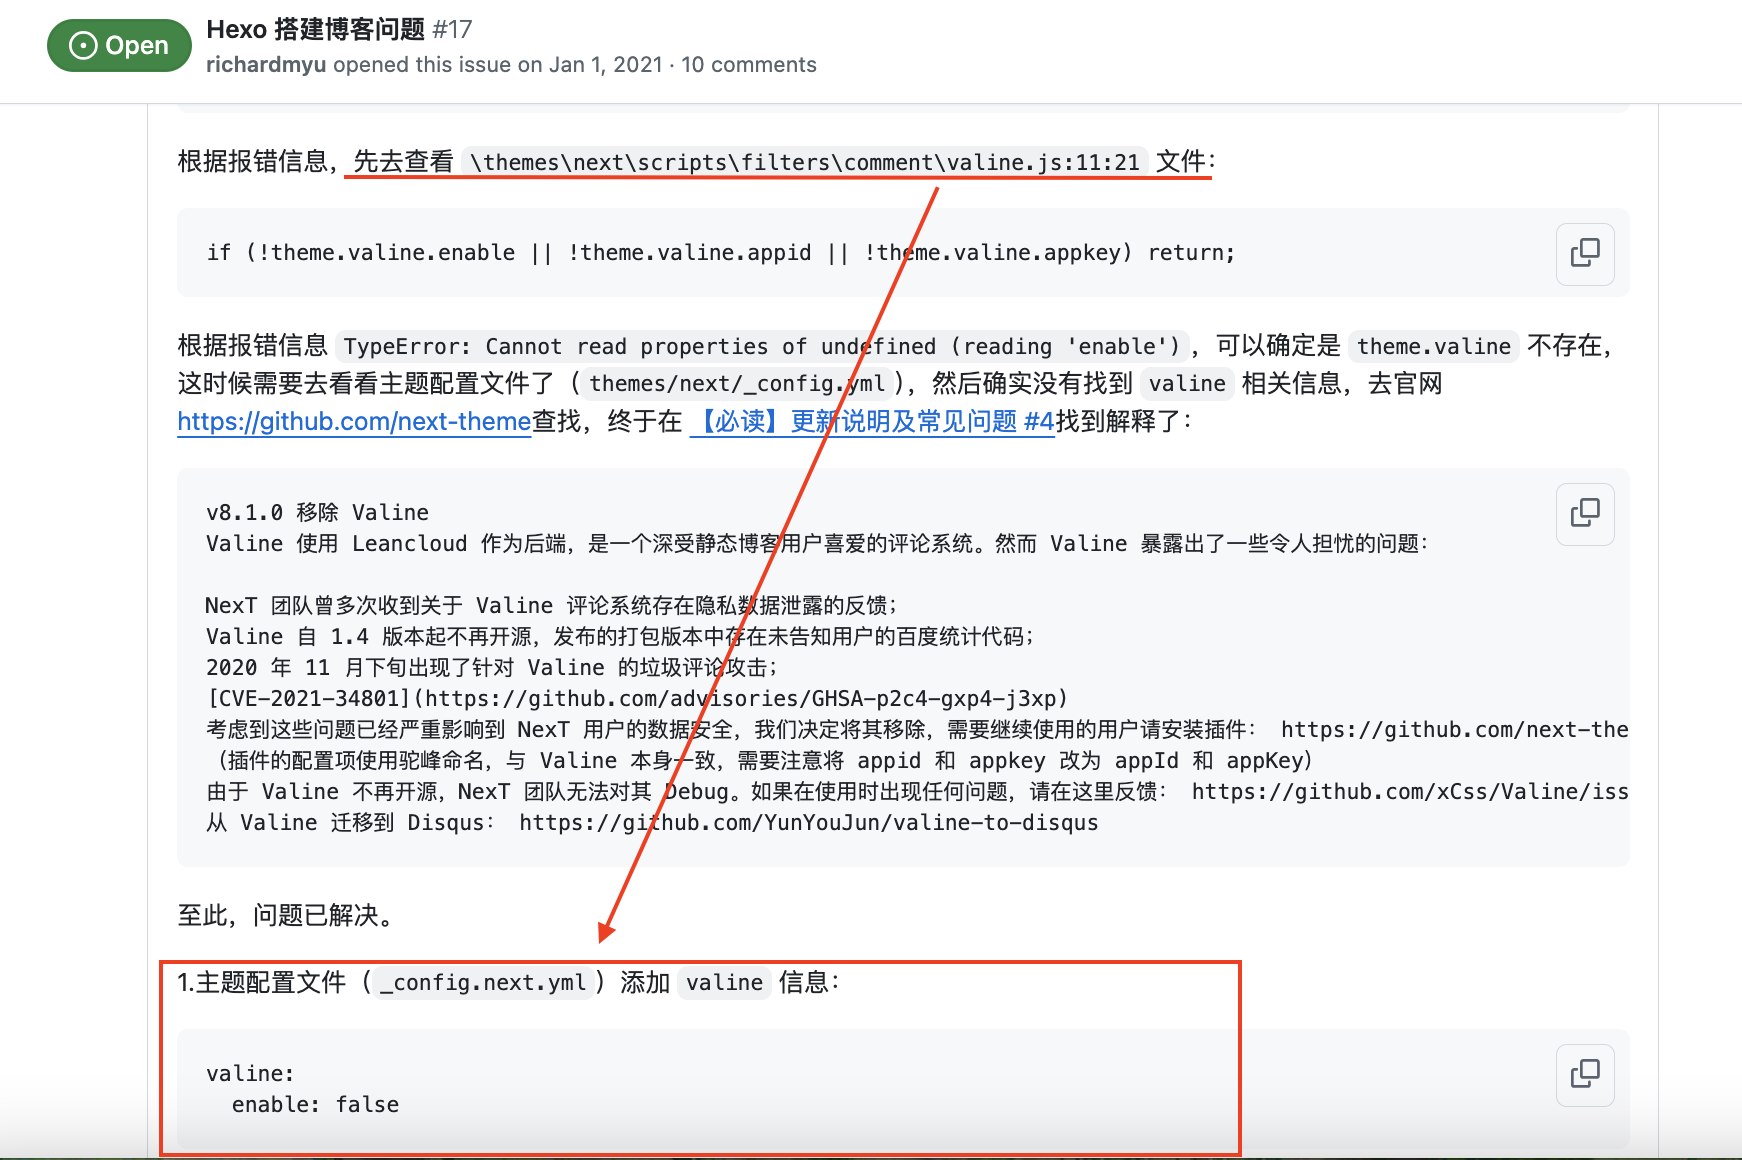 Open
Hexo 搭建博客问题 #17
richardmyu opened this issue on Jan 1, 2021 · 10 comments
根据报错信息，先去查看 \themes\next\scripts\filters\comment\valine.js:11:21 文件：
if (!theme.valine.enable || !theme.valine.appid || !theme.valine.appkey) return;
根据报错信息 TypeError: Cannot read properties of undefined (reading 'enable')，可以确定是 theme.valine 不存在，
这时候需要去看看主题配置文件了（themes/next/_config.yml），然后确实没有找到 valine 相关信息，去官网
https://github.com/next-theme查找，终于在 【必读】更新说明及常见问题 #4找到解释了：
v8.1.0 移除 Valine
Valine 使用 Leancloud 作为后端，是一个深受静态博客用户喜爱的评论系统。然而 Valine 暴露出了一些令人担忧的问题：
NexT 团队曾多次收到关于 Valine 评论系统存在隐私数据泄露的反馈；
Valine 自 1.4 版本起不再开源，发布的打包版本中存在未告知用户的百度统计代码；
2020 年 11 月下旬出现了针对 Valine 的垃圾评论攻击；
[CVE-2021-34801](https://github.com/advisories/GHSA-p2c4-gxp4-j3xp)
考虑到这些问题已经严重影响到 NexT 用户的数据安全，我们决定将其移除，需要继续使用的用户请安装插件： https://github.com/next-the
（插件的配置项使用驼峰命名，与 Valine 本身一致，需要注意将 appid 和 appkey 改为 appId 和 appKey）
由于 Valine 不再开源，NexT 团队无法对其 Debug。如果在使用时出现任何问题，请在这里反馈： https://github.com/xCss/Valine/iss
从 Valine 迁移到 Disqus： https://github.com/YunYouJun/valine-to-disqus
至此，问题已解决。
1.主题配置文件（_config.next.yml）添加 valine 信息：
valine:
  enable: false